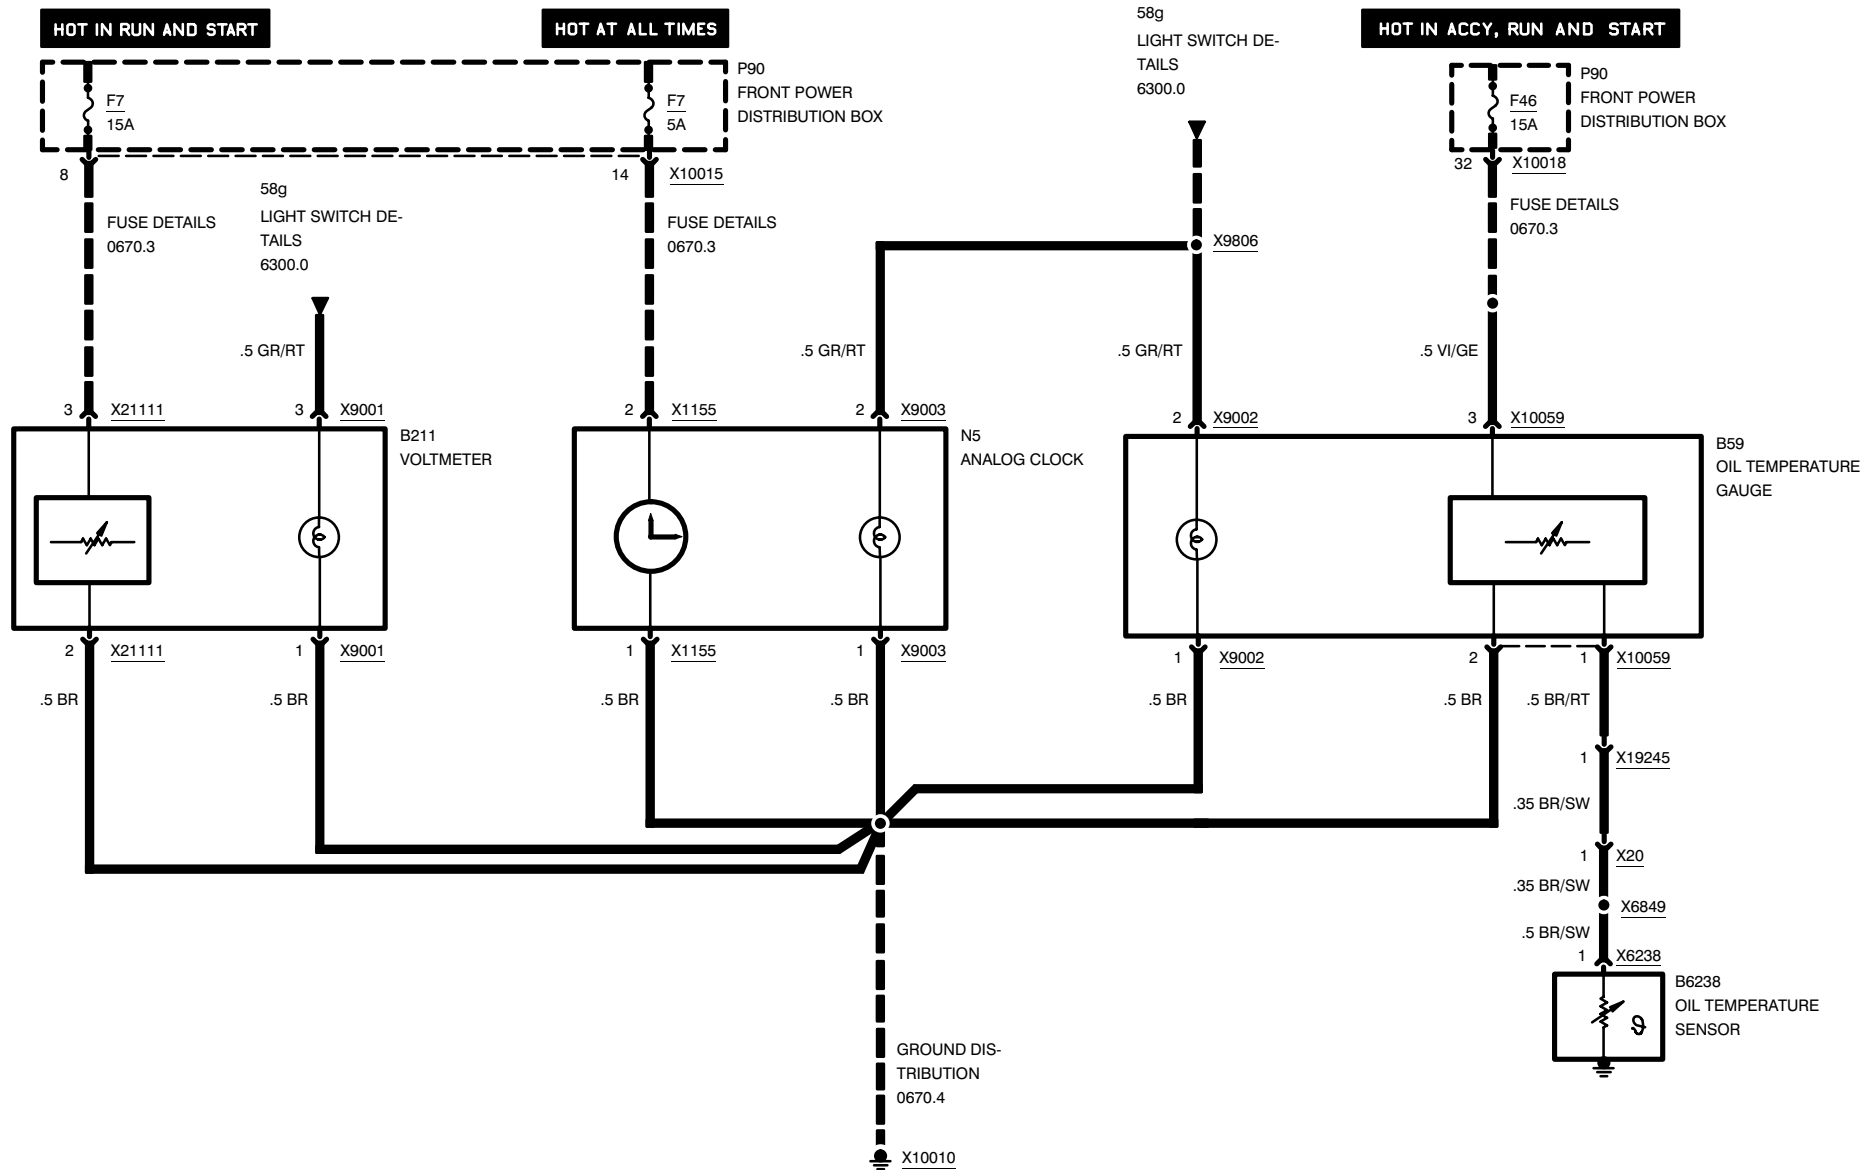 HOT IN RUN AND START
HOT AT ALL TIMES
58g
LIGHT SWITCH DE-
TAILS
6300.0
HOT IN ACCY, RUN AND START
F7
15A
F7
5A
P90
FRONT POWER
DISTRIBUTION BOX
F46
15A
P90
FRONT POWER
DISTRIBUTION BOX
8
14
X10015
32
X10018
FUSE DETAILS
0670.3
58g
LIGHT SWITCH DE-
TAILS
6300.0
FUSE DETAILS
0670.3
X9806
FUSE DETAILS
0670.3
.5 GR/RT
.5 GR/RT
.5 GR/RT
.5 VI/GE
3
X21111
3
X9001
2
X1155
2
X9003
2
X9002
3
X10059
B211
VOLTMETER
N5
ANALOG CLOCK
B59
OIL TEMPERATURE
GAUGE
2
X21111
1
X9001
1
X1155
1
X9003
1
X9002
2
1
X10059
.5 BR
.5 BR
.5 BR
.5 BR
.5 BR
.5 BR
.5 BR/RT
1
X19245
.35 BR/SW
1
X20
.35 BR/SW
X6849
.5 BR/SW
1
X6238
B6238
OIL TEMPERATURE
SENSOR
ϑ
GROUND DIS-
TRIBUTION
0670.4
X10010